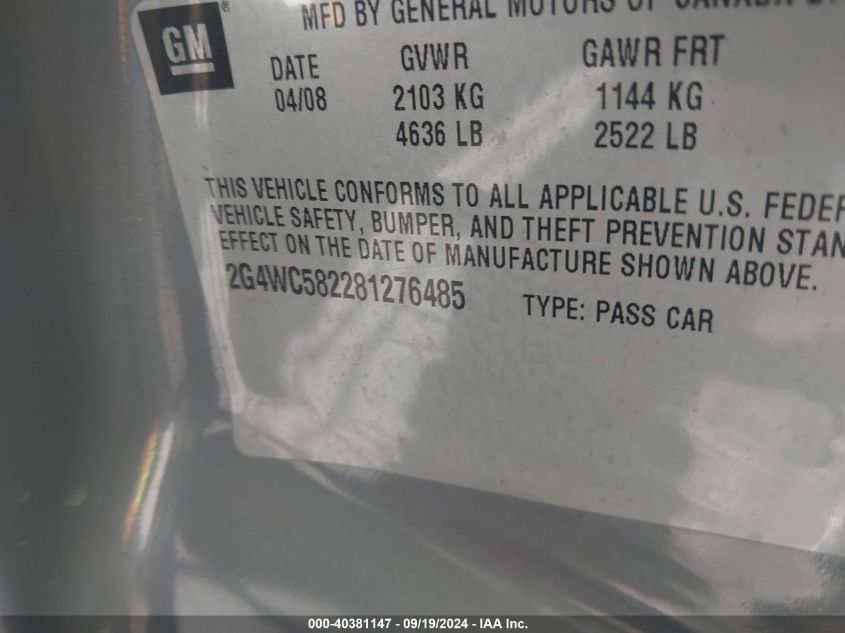 GM®
MFD BY GENERAL MOTORS OF CANADA
DATE GVWR GAWR FRT
04/08 2103 KG 1144 KG
4636 LB 2522 LB
THIS VEHICLE CONFORMS TO ALL APPLICABLE U.S. FEDER
VEHICLE SAFETY, BUMPER, AND THEFT PREVENTION STAN
EFFECT ON THE DATE OF MANUFACTURE SHOWN ABOVE.
2G4WC582281276485 TYPE: PASS CAR
000-40381147 - 09/19/2024 - IAA Inc.